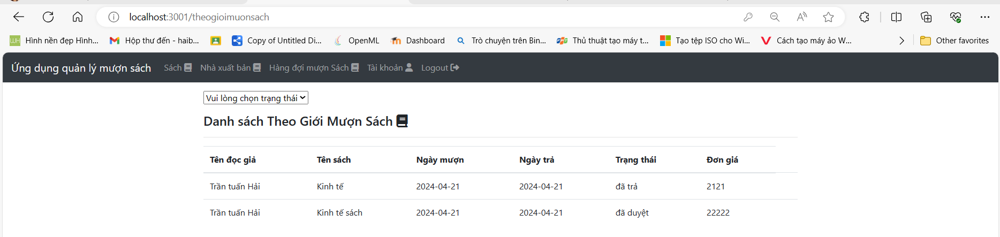 localhost:3001/theogioimuonsach
Hình nền đẹp Hình... Hộp thư đến - haib... Copy of Untitled Di... OpenML Dashboard Trò chuyện trên Bin... Thủ thuật tạo máy t... Tạo tệp ISO cho Wi... Cách tạo máy ảo W... Other favorites
Ứng dụng quản lý mượn sách Sách Nhà xuất bản Hàng đợi mượn Sách Tài khoản Logout
Vui lòng chọn trạng thái
Danh sách Theo Giới Mượn Sách
Tên đọc giả Tên sách Ngày mượn Ngày trả Trạng thái Đơn giá
Trần tuấn Hải Kinh tế 2024-04-21 2024-04-21 đã trả 2121
Trần tuấn Hải Kinh tế sách 2024-04-21 2024-04-21 đã duyệt 22222